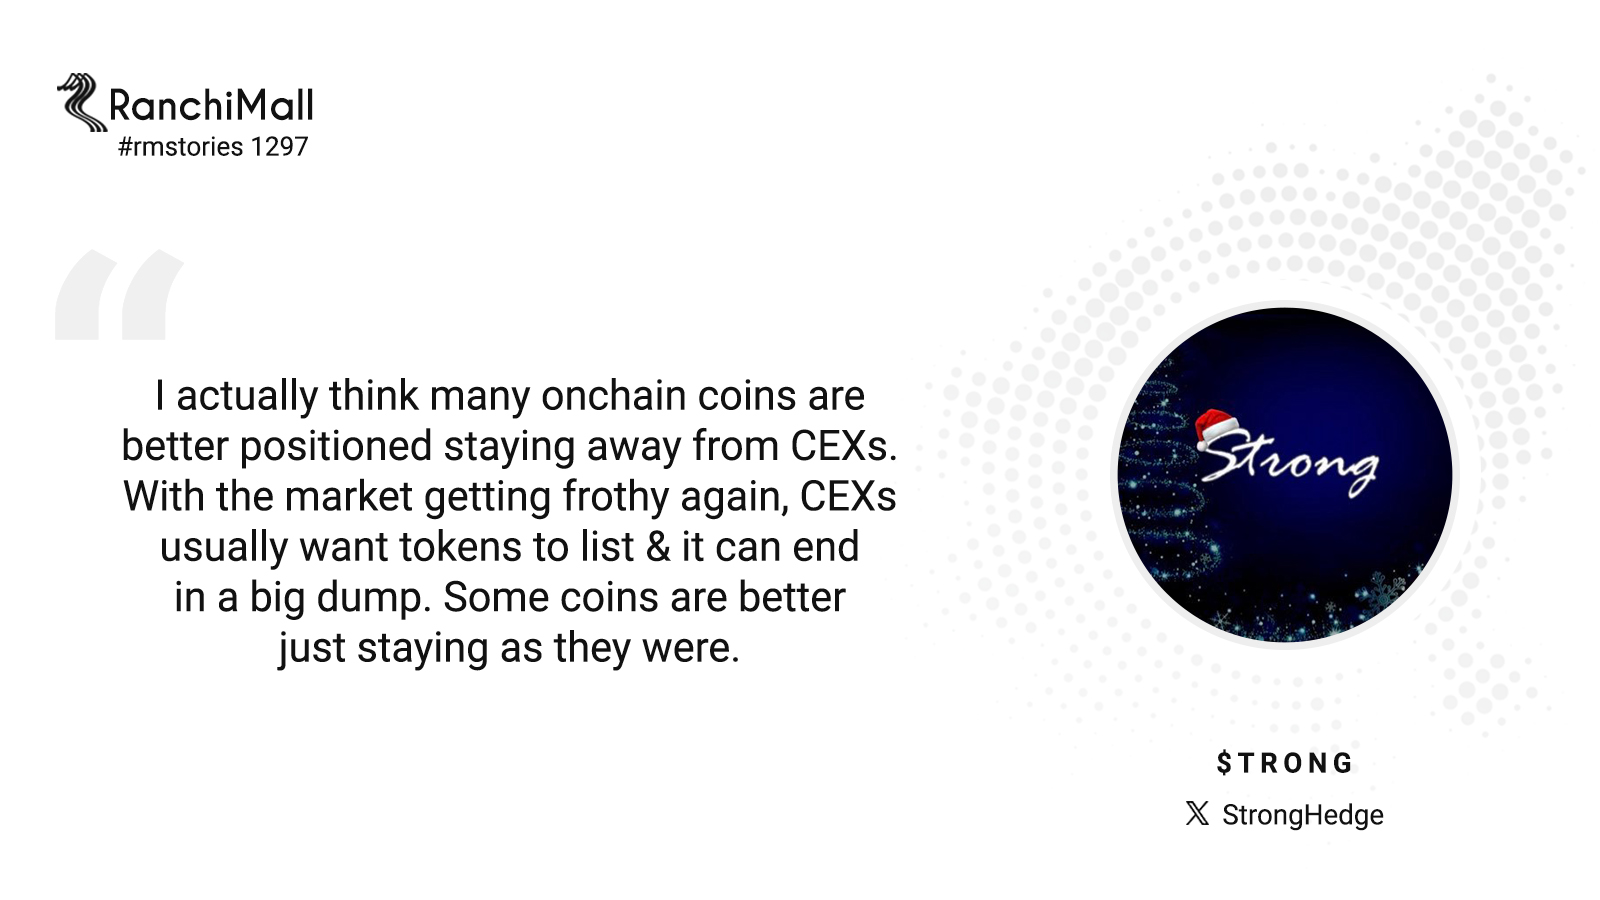 RanchiMall
#rmstories 1297
“
I actually think many onchain coins are
better positioned staying away from CEXs.
With the market getting frothy again, CEXs
usually want tokens to list & it can end
in a big dump. Some coins are better
just staying as they were.
Strong
$TRONG
𝕏 StrongHedge